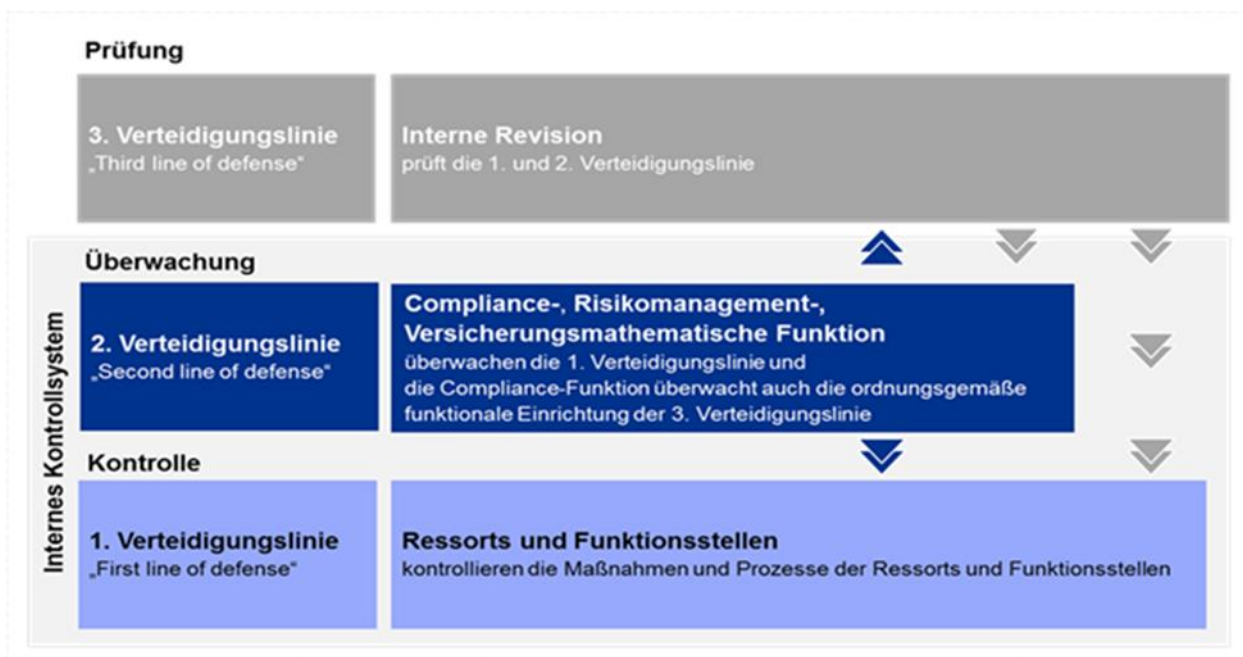 Prüfung
3. Verteidigungslinie
„Third line of defense“
Interne Revision
prüft die 1. und 2. Verteidigungslinie
Internes Kontrollsystem
Überwachung
2. Verteidigungslinie
„Second line of defense“
Compliance-, Risikomanagement-,
Versicherungsmathematische Funktion
überwachen die 1. Verteidigungslinie und
die Compliance-Funktion überwacht auch die ordnungsgemäße
funktionale Einrichtung der 3. Verteidigungslinie
Kontrolle
1. Verteidigungslinie
„First line of defense“
Ressorts und Funktionsstellen
kontrollieren die Maßnahmen und Prozesse der Ressorts und Funktionsstellen